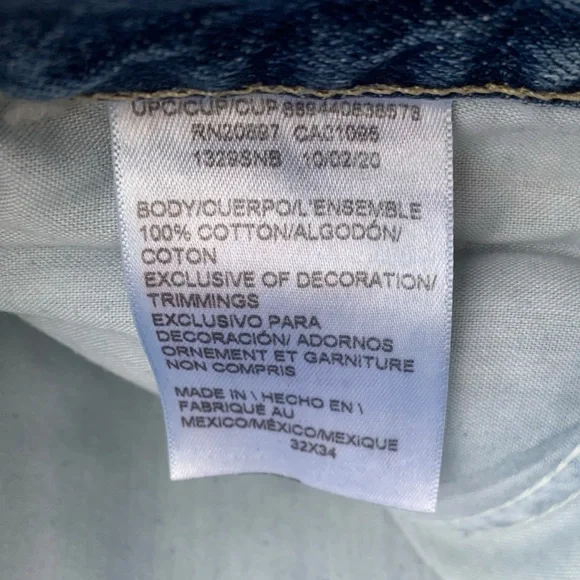 UPC/CUP/CUP
RN20697 CA01096
1329SNB 10/02/20
BODY/CUERPO/L'ENSEMBLE
100% COTTON/ALGODÓN/
COTON
EXCLUSIVE OF DECORATION/
TRIMMINGS
EXCLUSIVO PARA
DECORACIÓN/ ADORNOS
ORNEMENT ET GARNITURE
NON COMPRIS
MADE IN \ HECHO EN \
FABRIQUÉ AU
MEXICO/MÉXICO/MEXIQUE
32X34